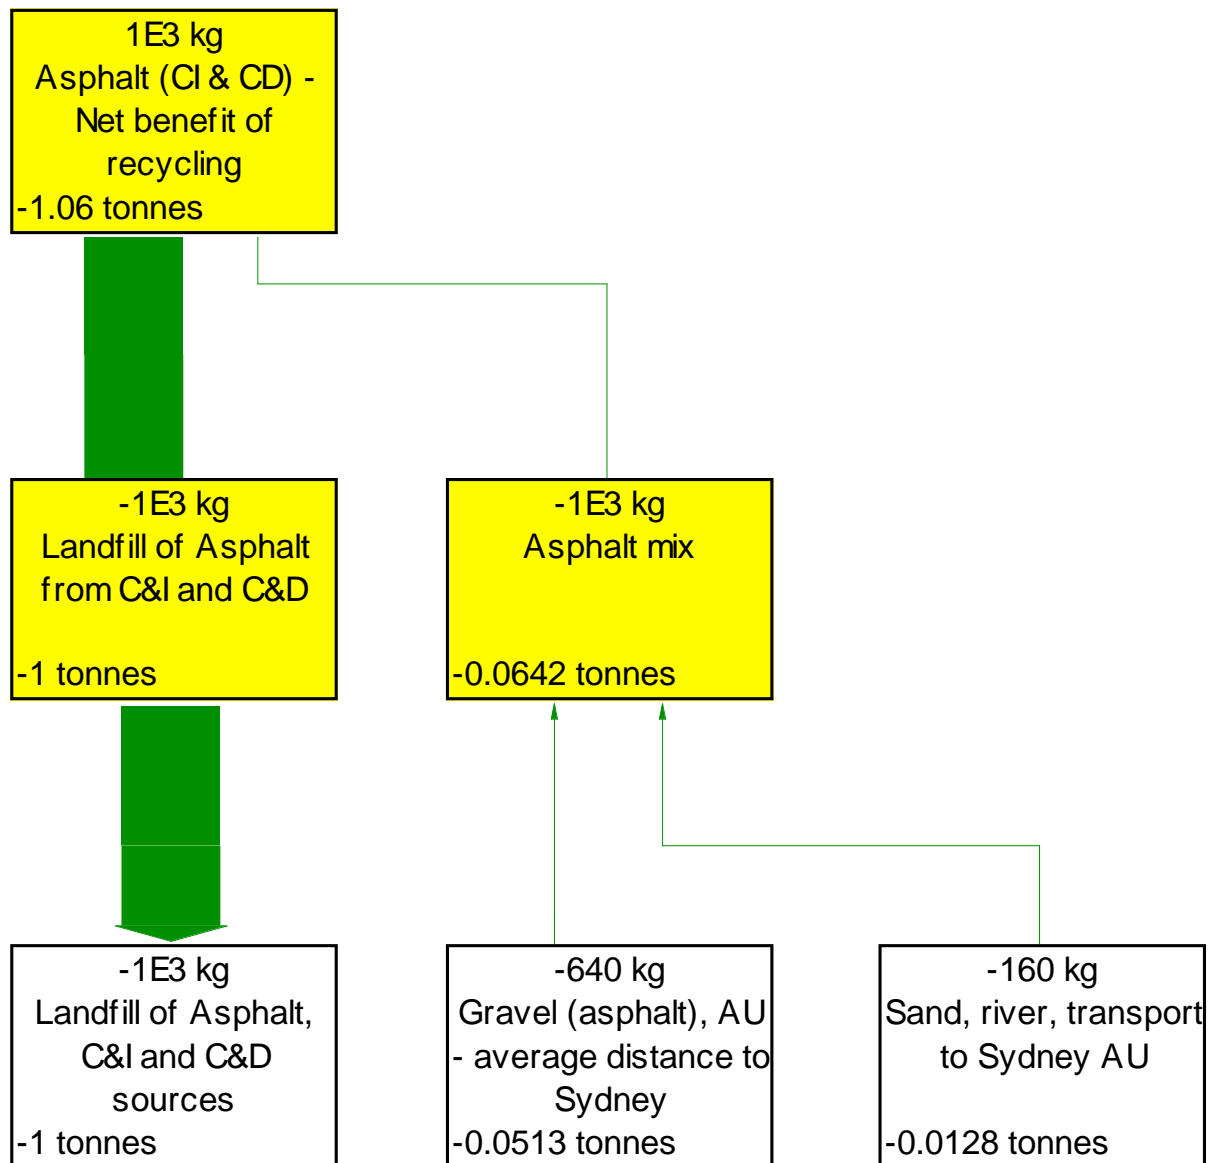 1E3 kg
Asphalt (CI & CD) -
Net benefit of
recycling
-1.06 tonnes
-1E3 kg
Landfill of Asphalt
from C&I and C&D
-1 tonnes
-1E3 kg
Asphalt mix
-0.0642 tonnes
-1E3 kg
Landfill of Asphalt,
C&I and C&D
sources
-1 tonnes
-640 kg
Gravel (asphalt), AU
- average distance to
Sydney
-0.0513 tonnes
-160 kg
Sand, river, transport
to Sydney AU
-0.0128 tonnes